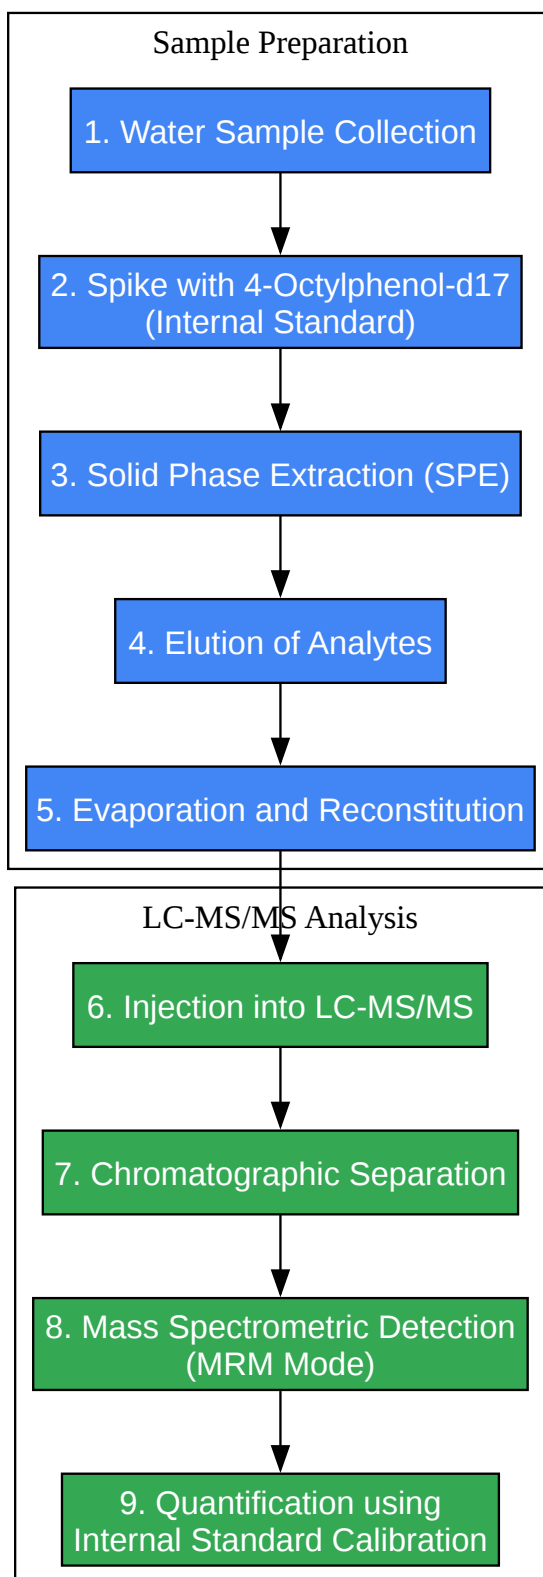 Sample Preparation
1. Water Sample Collection
2. Spike with 4-Octylphenol-d17
(Internal Standard)
3. Solid Phase Extraction (SPE)
4. Elution of Analytes
5. Evaporation and Reconstitution
LC-MS/MS Analysis
6. Injection into LC-MS/MS
7. Chromatographic Separation
8. Mass Spectrometric Detection
(MRM Mode)
9. Quantification using
Internal Standard Calibration